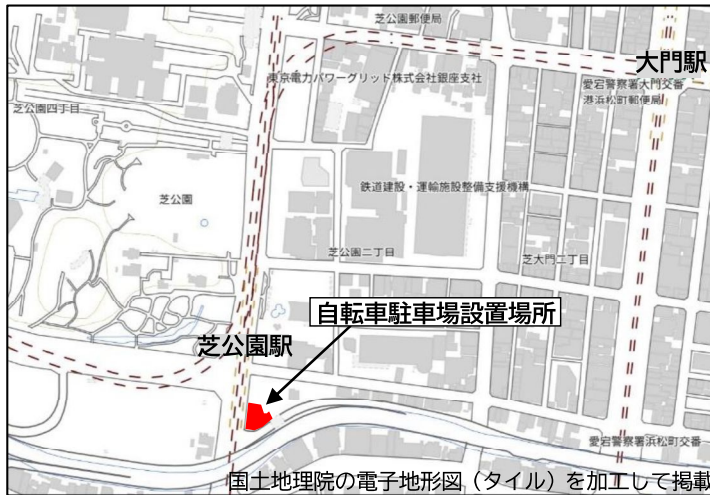 芝公園郵便局
大門駅
東京電力パワーグリッド株式会社銀座支社
愛宕警察署大門交番
港浜松町郵便局
芝公園四丁目
鉄道建設・運輸施設整備支援機構
芝公園
芝公園二丁目
芝大門二丁目
自転車駐車場設置場所
芝公園駅
愛宕警察署浜松町交番
国土地理院の電子地形図（タイル）を加工して掲載